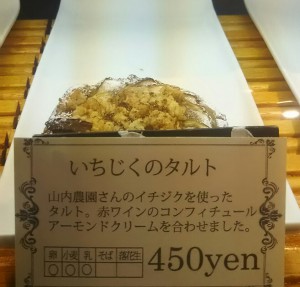 いちじくのタルト
山内農園さんのイチジクを使った
タルト。赤ワインのコンフィチュール
アーモンドクリームを合わせました。
卵 小麦 乳 そば 落花生
○ ○ ○
450yen